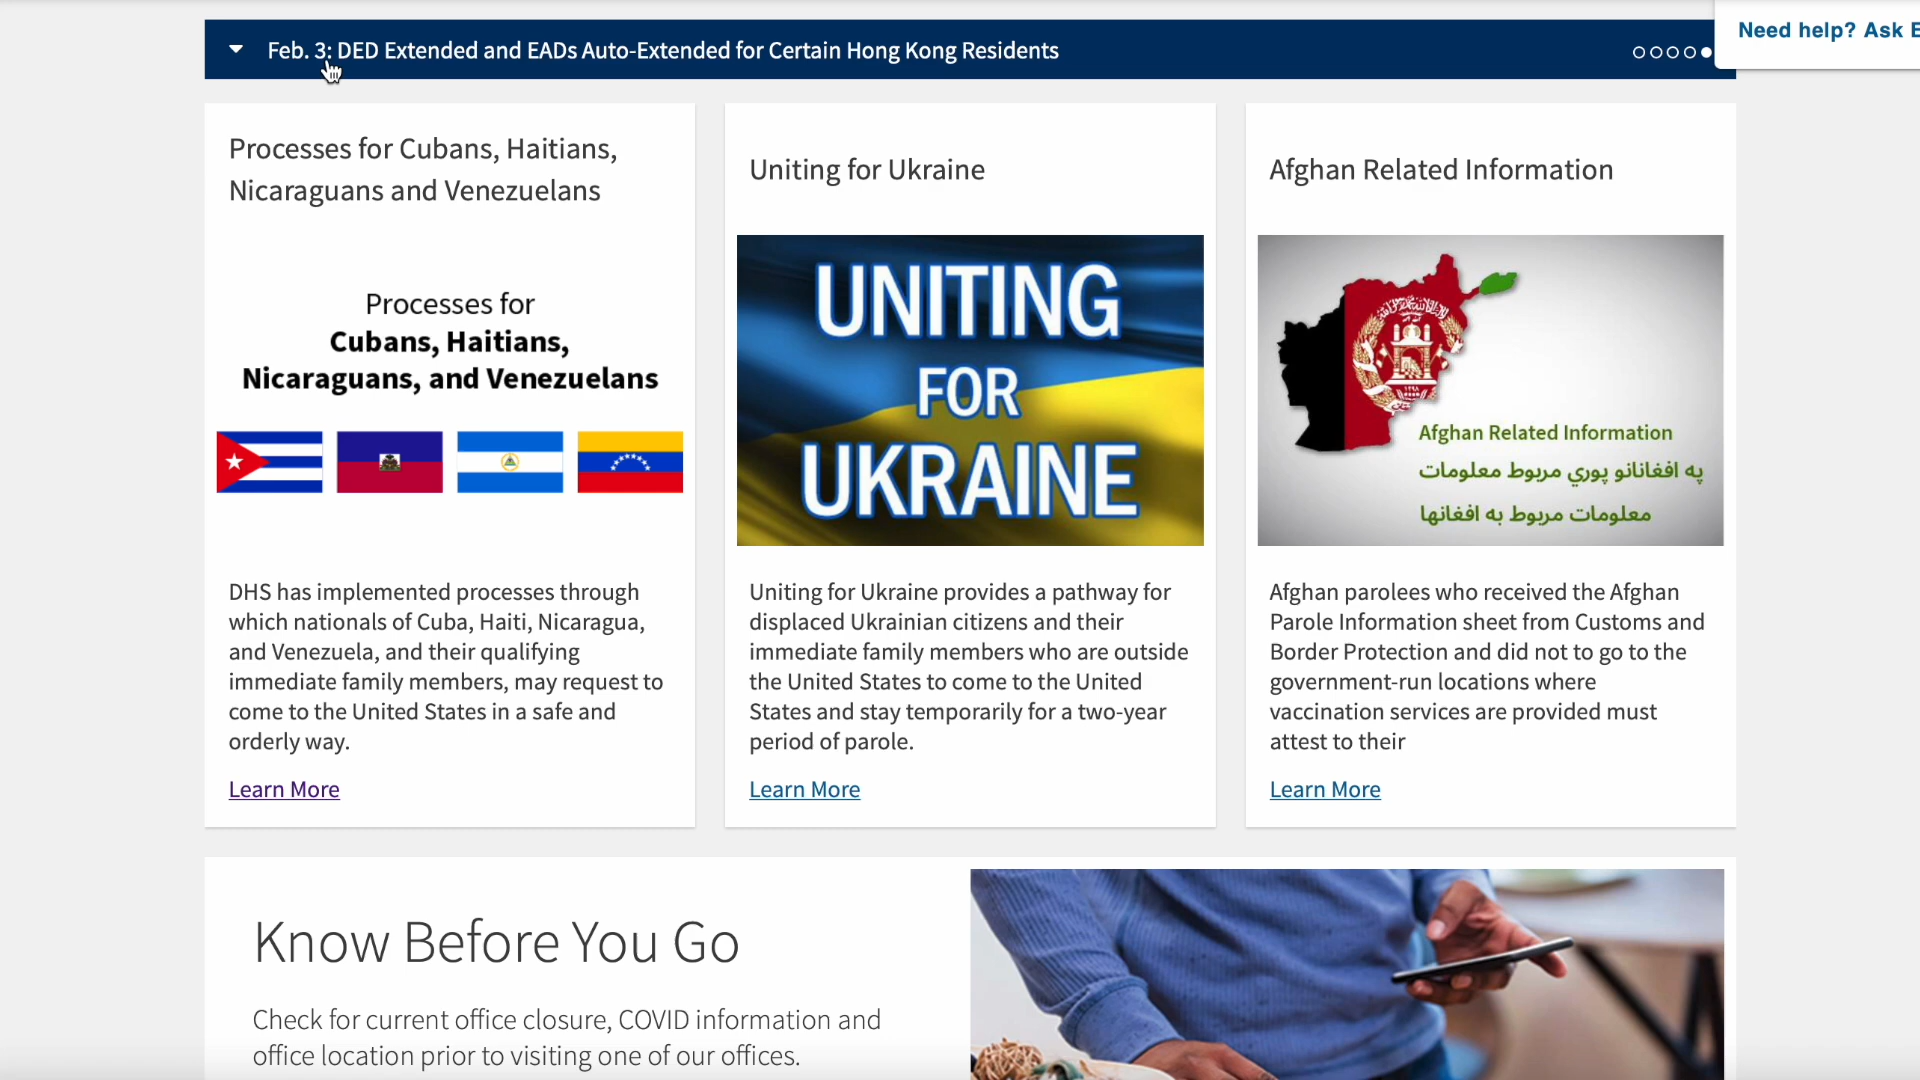 Need help? Ask E
Feb. 3: DED Extended and EADs Auto-Extended for Certain Hong Kong Residents
Processes for Cubans, Haitians,
Nicaraguans and Venezuelans
Processes for
Cubans, Haitians,
Nicaraguans, and Venezuelans
DHS has implemented processes through
which nationals of Cuba, Haiti, Nicaragua,
and Venezuela, and their qualifying
immediate family members, may request to
come to the United States in a safe and
orderly way.
Learn More
Uniting for Ukraine
UNITING
FOR
UKRAINE
Uniting for Ukraine provides a pathway for
displaced Ukrainian citizens and their
immediate family members who are outside
the United States to come to the United
States and stay temporarily for a two-year
period of parole.
Learn More
Afghan Related Information
Afghan Related Information
په افغانانو پوري مربوط معلومات
معلومات مربوط به افغانها
Afghan parolees who received the Afghan
Parole Information sheet from Customs and
Border Protection and did not to go to the
government-run locations where
vaccination services are provided must
attest to their
Learn More
Know Before You Go
Check for current office closure, COVID information and
office location prior to visiting one of our offices.